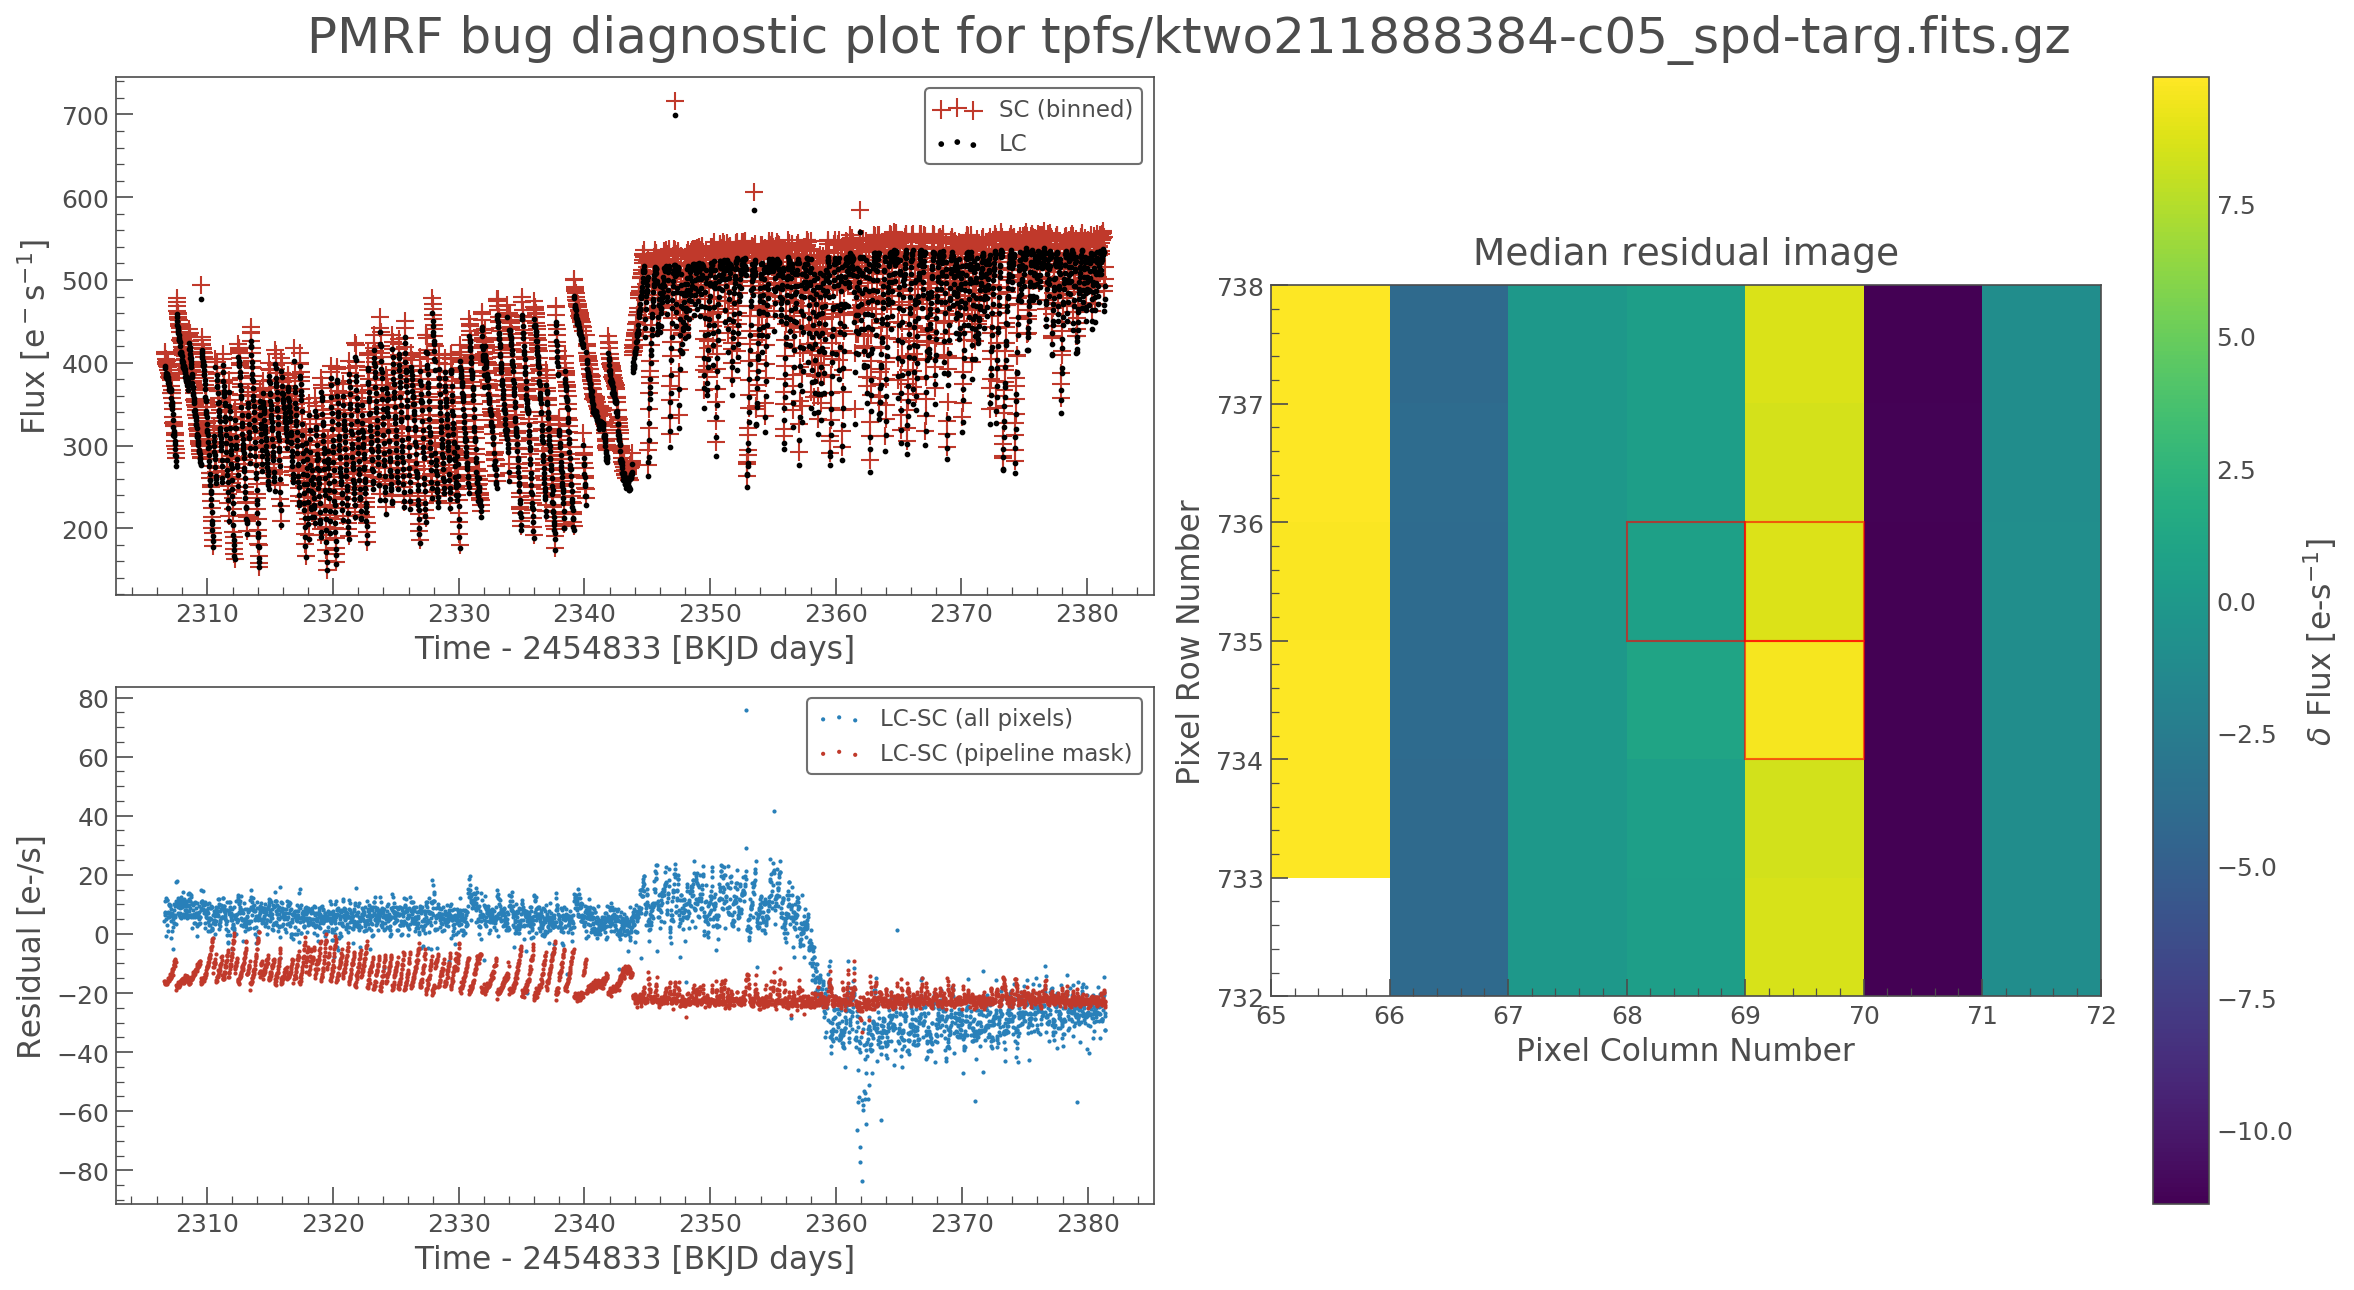 PMRF bug diagnostic plot for tpfs/ktwo211888384-c05_spd-targ.fits.gz
Flux [e⁻ s⁻¹]
700
600
500
400
300
200
SC (binned)
LC
2310 2320 2330 2340 2350 2360 2370 2380
Time - 2454833 [BKJD days]
Residual [e-/s]
80
60
40
20
0
−20
−40
−60
−80
LC-SC (all pixels)
LC-SC (pipeline mask)
2310 2320 2330 2340 2350 2360 2370 2380
Time - 2454833 [BKJD days]
Median residual image
Pixel Row Number
738
737
736
735
734
733
732
65 66 67 68 69 70 71 72
Pixel Column Number
7.5
5.0
2.5
0.0
−2.5
−5.0
−7.5
−10.0
δ Flux [e-s⁻¹]